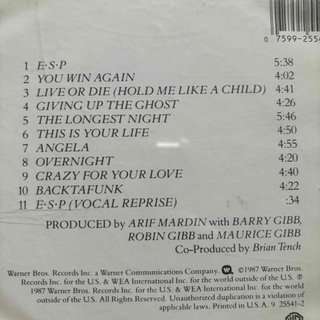 7599-2554
1 E·S·P 5:38
2 YOU WIN AGAIN 4:02
3 LIVE OR DIE (HOLD ME LIKE A CHILD) 4:41
4 GIVING UP THE GHOST 4:26
5 THE LONGEST NIGHT 5:46
6 THIS IS YOUR LIFE 4:50
7 ANGELA 4:55
8 OVERNIGHT 4:20
9 CRAZY FOR YOUR LOVE 4:40
10 BACKTAFUNK 4:22
11 E·S·P (VOCAL REPRISE) :34
PRODUCED by ARIF MARDIN with BARRY GIBB,
ROBIN GIBB and MAURICE GIBB
Co-Produced by Brian Tench
Warner Bros. Records Inc. a Warner Communications Company. ©1987 Warner Bros.
Records Inc. for the U.S. & WEA International Inc. for the world outside of the U.S. ℗1987 Warner Bros.
Records Inc. for the U.S. & WEA International Inc. for the world
outside of the U.S. All Rights Reserved. Unauthorized duplication is a violation of
applicable laws. Printed in U.S.A. 9 25541-2